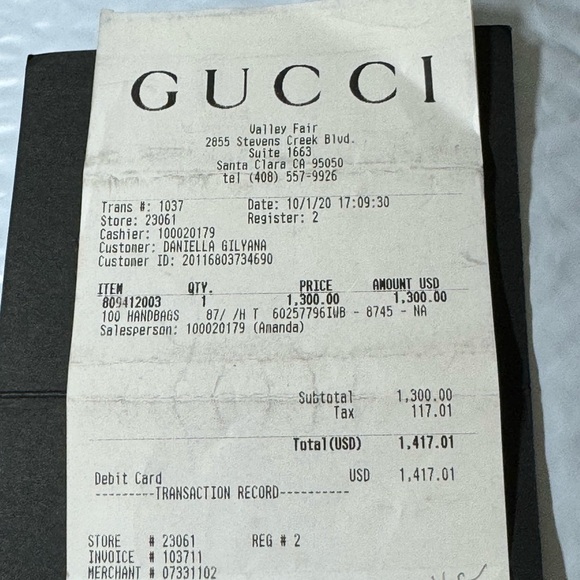 GUCCI
Valley Fair
2855 Stevens Creek Blvd.
Suite 1663
Santa Clara CA 95050
tel (408) 557-9926
Trans #: 1037 Date: 10/1/20 17:09:30
Store: 23061 Register: 2
Cashier: 100020179
Customer: DANIELLA GILYANA
Customer ID: 20116803734690
ITEM QTY. PRICE AMOUNT USD
809412003 1 1,300.00 1,300.00
100 HANDBAGS 87/ /H T 60257796IWB - 8745 - NA
Salesperson: 100020179 (Amanda)
Subtotal 1,300.00
Tax 117.01
Total(USD) 1,417.01
Debit Card USD 1,417.01
---------TRANSACTION RECORD----------
STORE # 23061 REG # 2
INVOICE # 103711
MERCHANT # 07331102